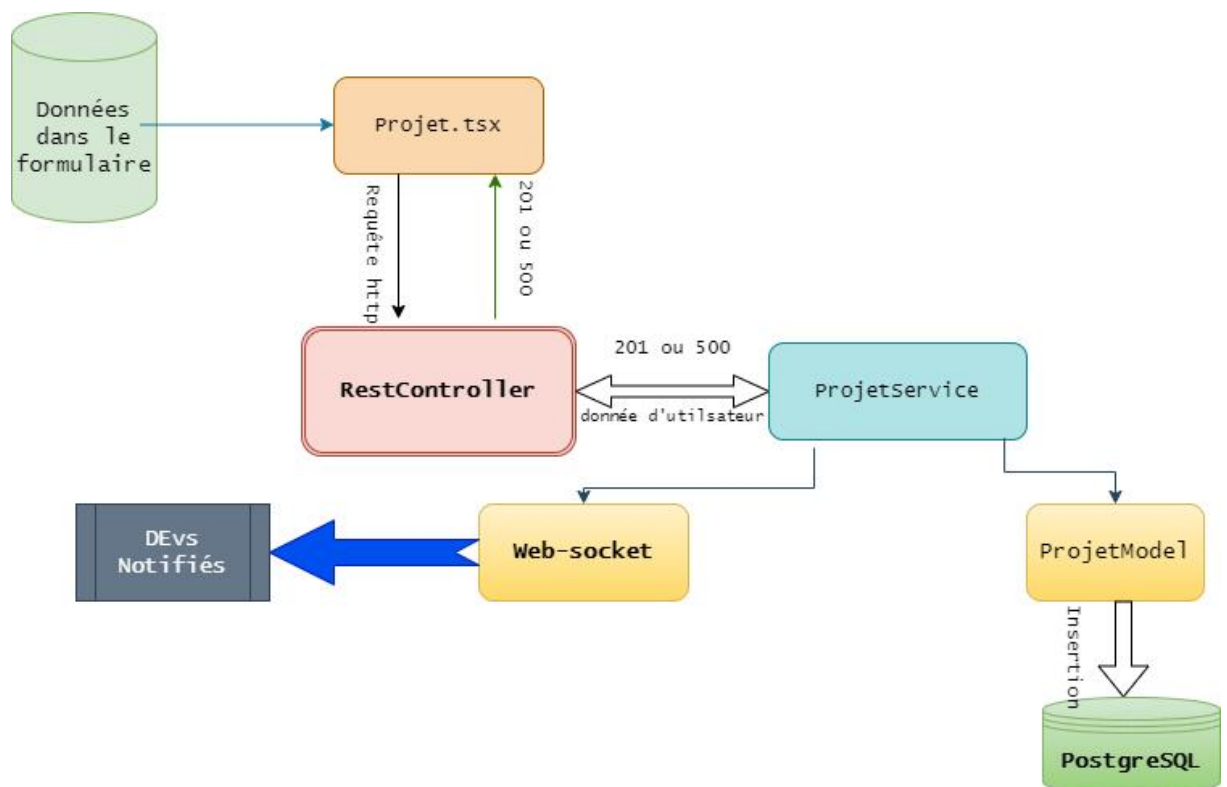 Données
dans le
formulaire
Projet.tsx
Requête http
201 ou 500
RestController
201 ou 500
donnée d'utilsateur
ProjetService
DEvs
Notifiés
Web-socket
ProjetModel
Insertion
PostgreSQL